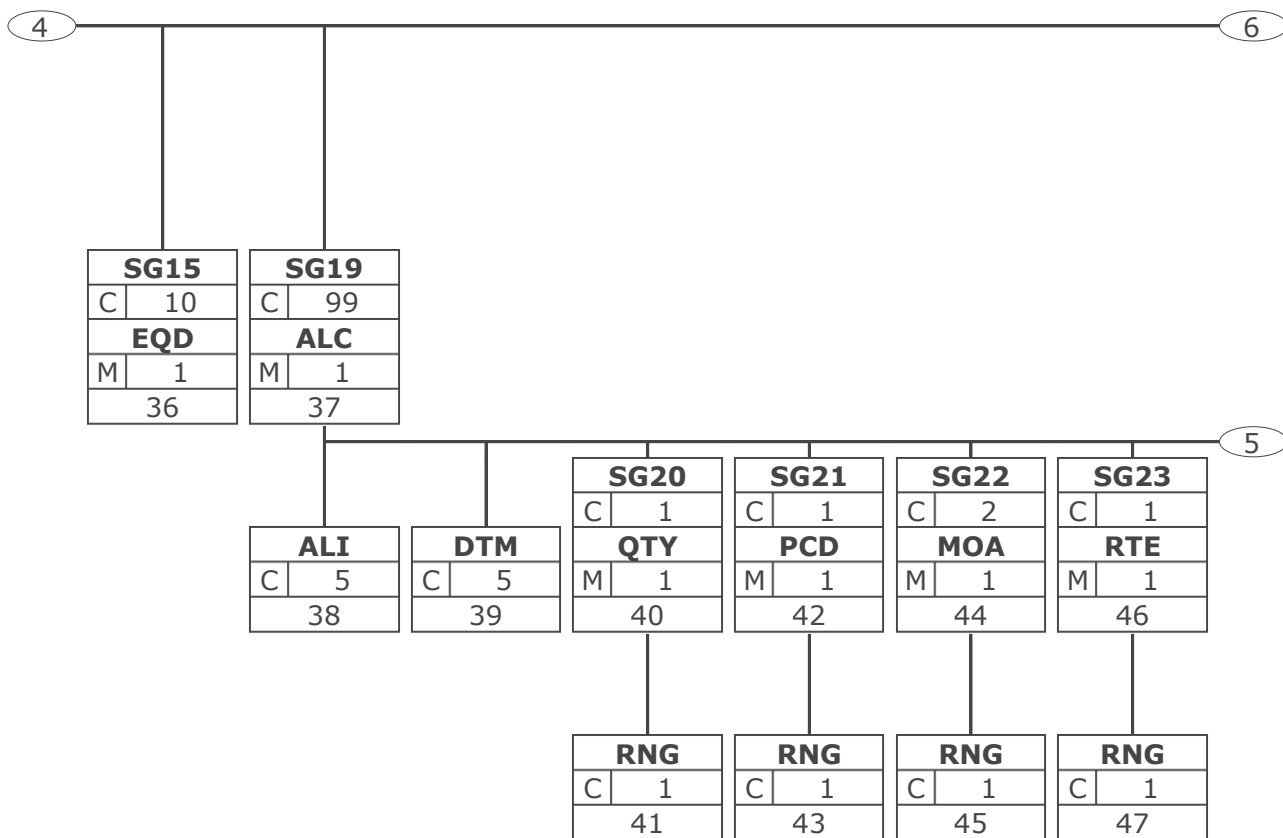 4 6
SG15 SG19
C 10 C 99
EQD ALC
M 1 M 1
36 37
5
SG20 SG21 SG22 SG23
C 1 C 1 C 2 C 1
ALI DTM QTY PCD MOA RTE
C 5 C 5 M 1 M 1 M 1 M 1
38 39 40 42 44 46
RNG RNG RNG RNG
C 1 C 1 C 1 C 1
41 43 45 47